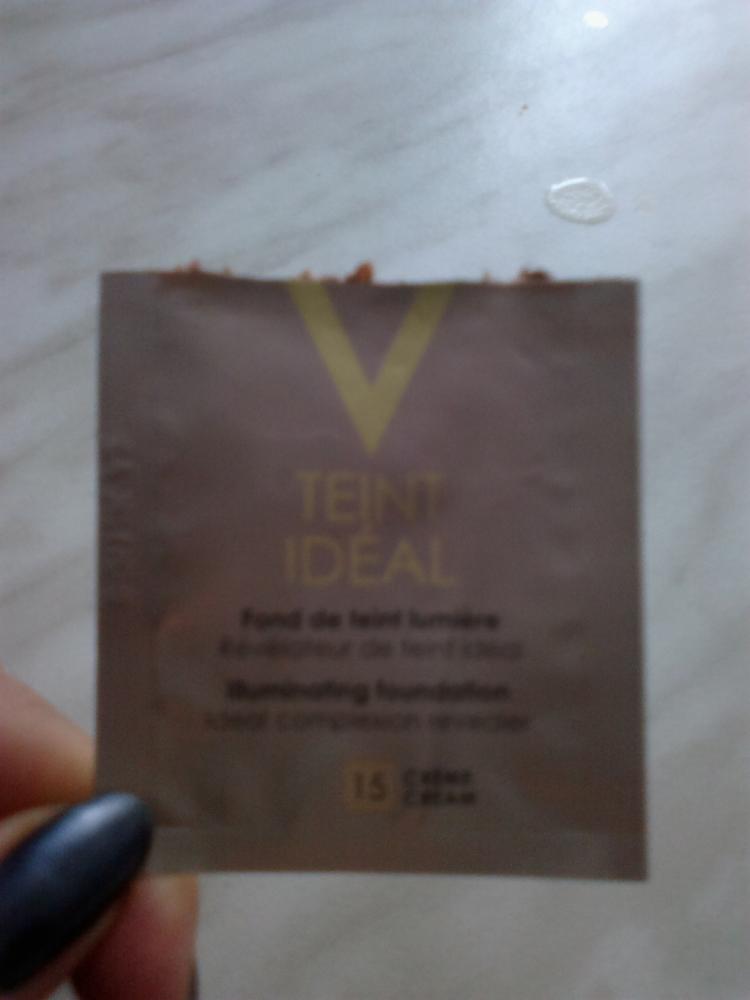 V
TEINT
IDÉAL
Fond de teint lumière
Révélateur de teint idéal
Illuminating foundation
Ideal complexion revealer
15 CRÈME
CREAM